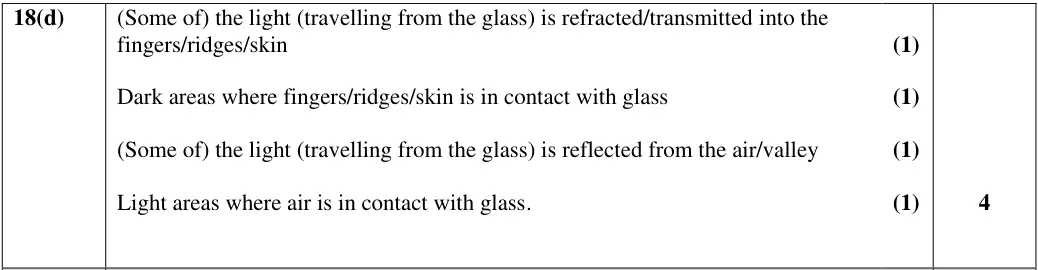 18(d) (Some of) the light (travelling from the glass) is refracted/transmitted into the
fingers/ridges/skin (1)
Dark areas where fingers/ridges/skin is in contact with glass (1)
(Some of) the light (travelling from the glass) is reflected from the air/valley (1)
Light areas where air is in contact with glass. (1) 4